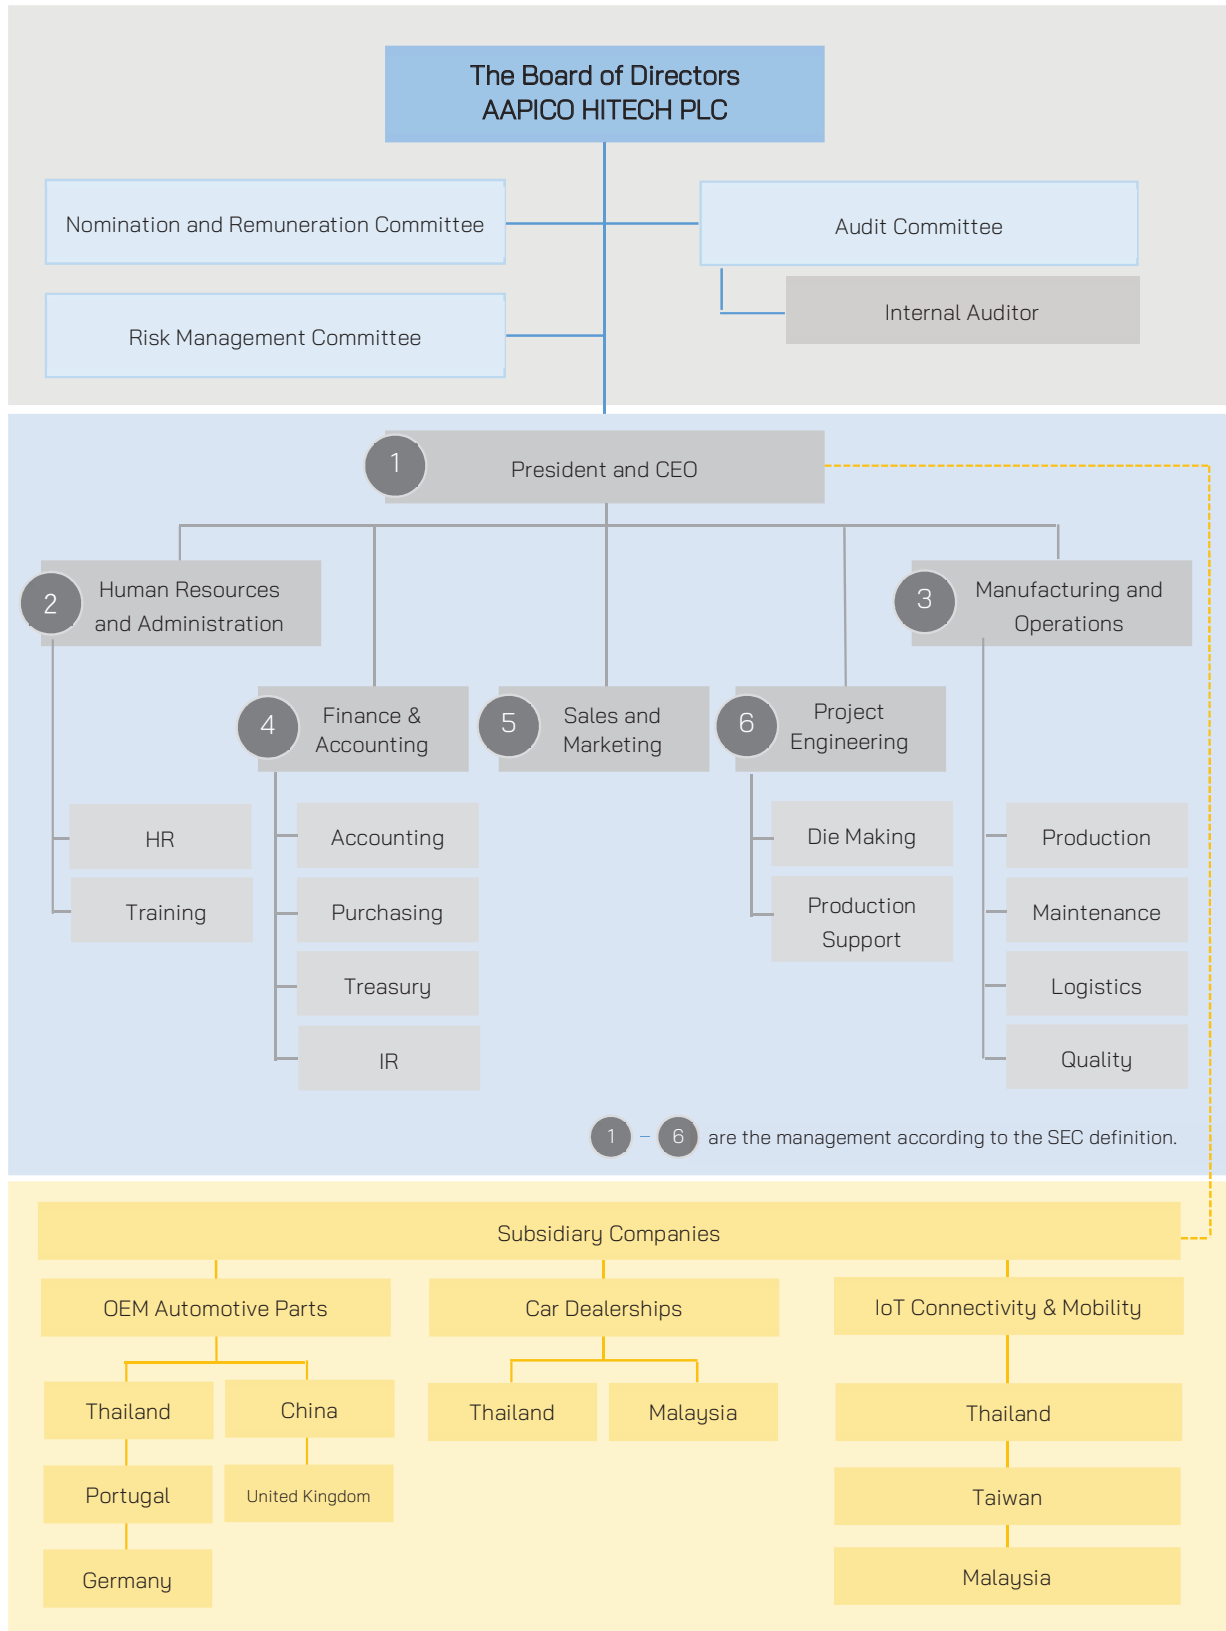 The Board of Directors
AAPICO HITECH PLC
Nomination and Remuneration Committee
Audit Committee
Internal Auditor
Risk Management Committee
1
President and CEO
2
Human Resources
and Administration
3
Manufacturing and
Operations
4
Finance &
Accounting
5
Sales and
Marketing
6
Project
Engineering
HR
Training
Accounting
Purchasing
Treasury
IR
Die Making
Production
Support
Production
Maintenance
Logistics
Quality
1 – 6 are the management according to the SEC definition.
Subsidiary Companies
OEM Automotive Parts
Car Dealerships
IoT Connectivity & Mobility
Thailand
China
Portugal
United Kingdom
Germany
Thailand
Malaysia
Thailand
Taiwan
Malaysia